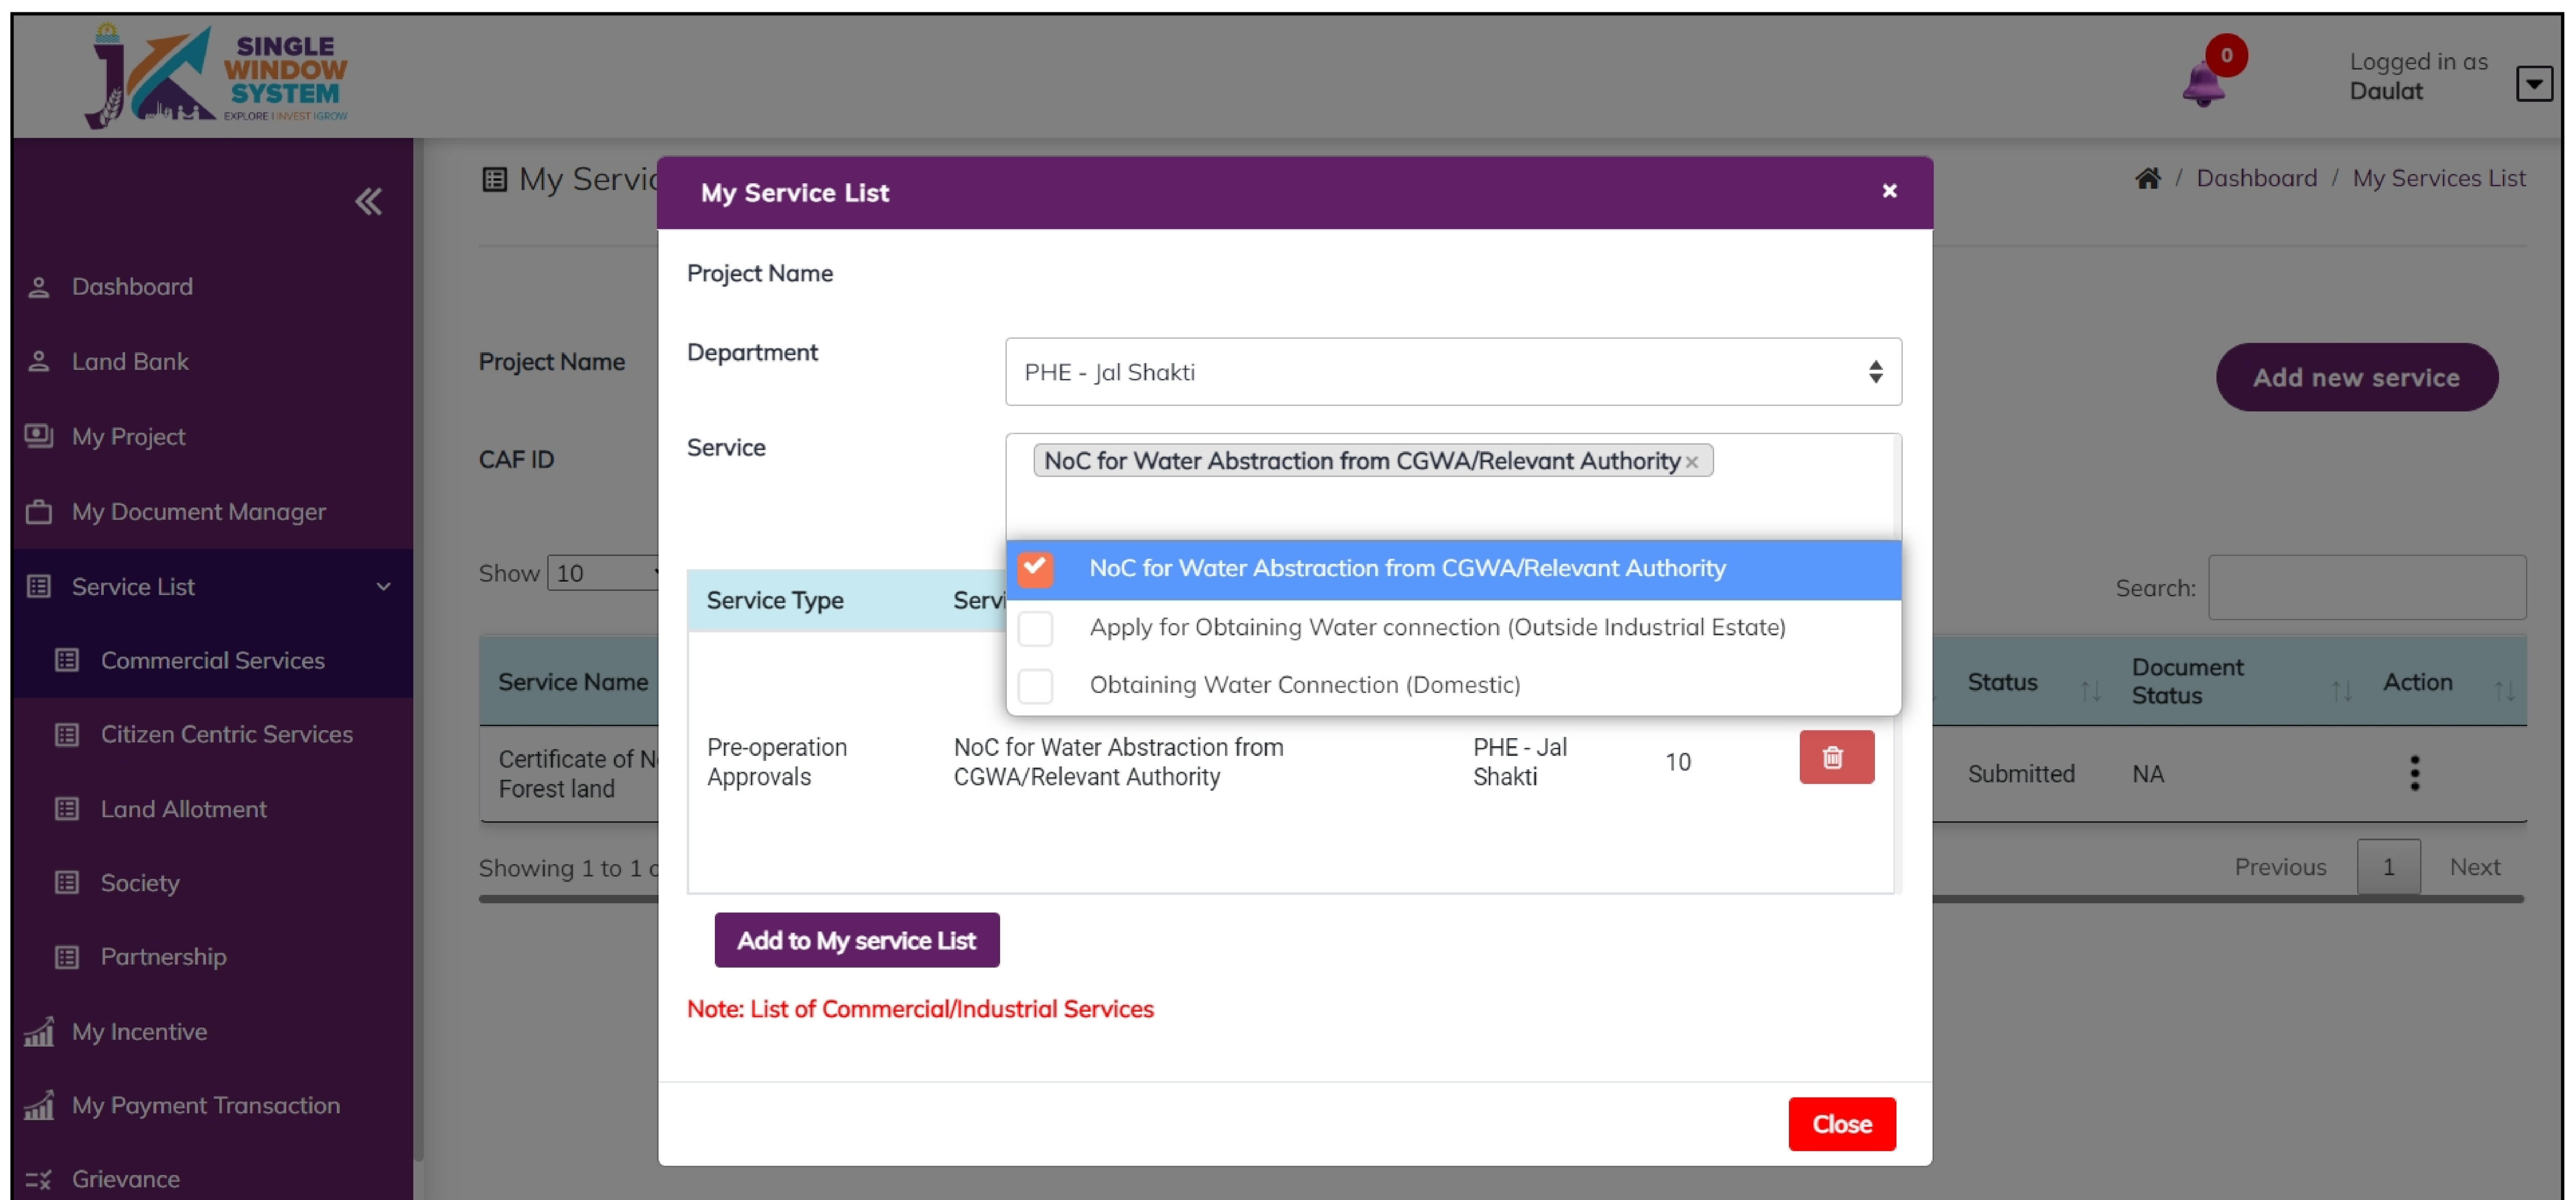 SINGLE
WINDOW
SYSTEM
EXPLORE I INVEST I GROW
0
Logged in as
Daulat
Dashboard
Land Bank
My Project
My Document Manager
Service List
Commercial Services
Citizen Centric Services
Land Allotment
Society
Partnership
My Incentive
My Payment Transaction
Grievance
My Servic
/ Dashboard / My Services List
Project Name
Add new service
CAF ID
Show 10
Search:
Service Name
Status
Document
Status
Action
Certificate of N
Forest land
Submitted
NA
Showing 1 to 1 o
Previous 1 Next
My Service List ×
Project Name
Department
PHE - Jal Shakti
Service
NoC for Water Abstraction from CGWA/Relevant Authority ×
NoC for Water Abstraction from CGWA/Relevant Authority
Apply for Obtaining Water connection (Outside Industrial Estate)
Obtaining Water Connection (Domestic)
Service Type
Servi
Pre-operation
Approvals
NoC for Water Abstraction from
CGWA/Relevant Authority
PHE - Jal
Shakti
10
Add to My service List
Note: List of Commercial/Industrial Services
Close